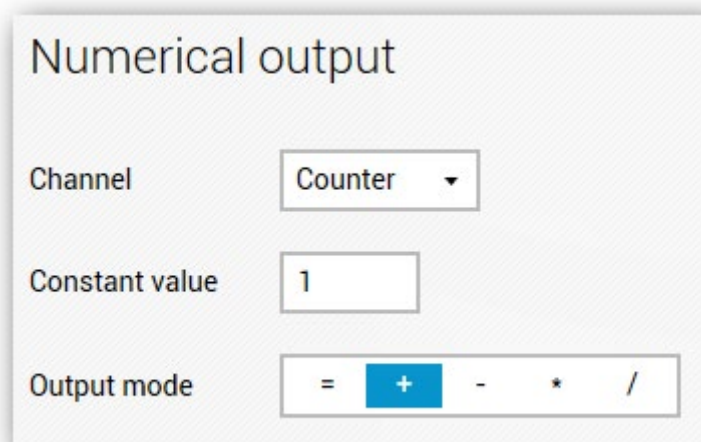 Numerical output
Channel Counter
Constant value 1
Output mode = + - * /